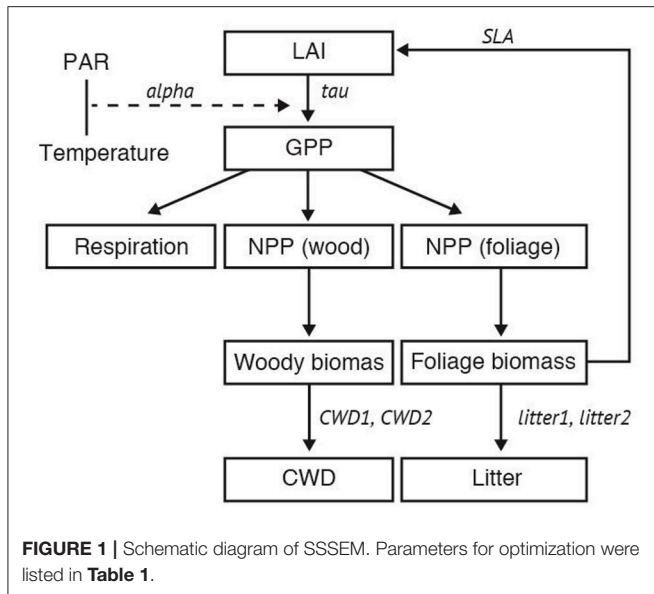 SLA
LAI
PAR
alpha
tau
Temperature
GPP
Respiration
NPP (wood)
NPP (foliage)
Woody biomas
Foliage biomass
CWD1, CWD2
litter1, litter2
CWD
Litter
FIGURE 1 | Schematic diagram of SSSEM. Parameters for optimization were
listed in Table 1.